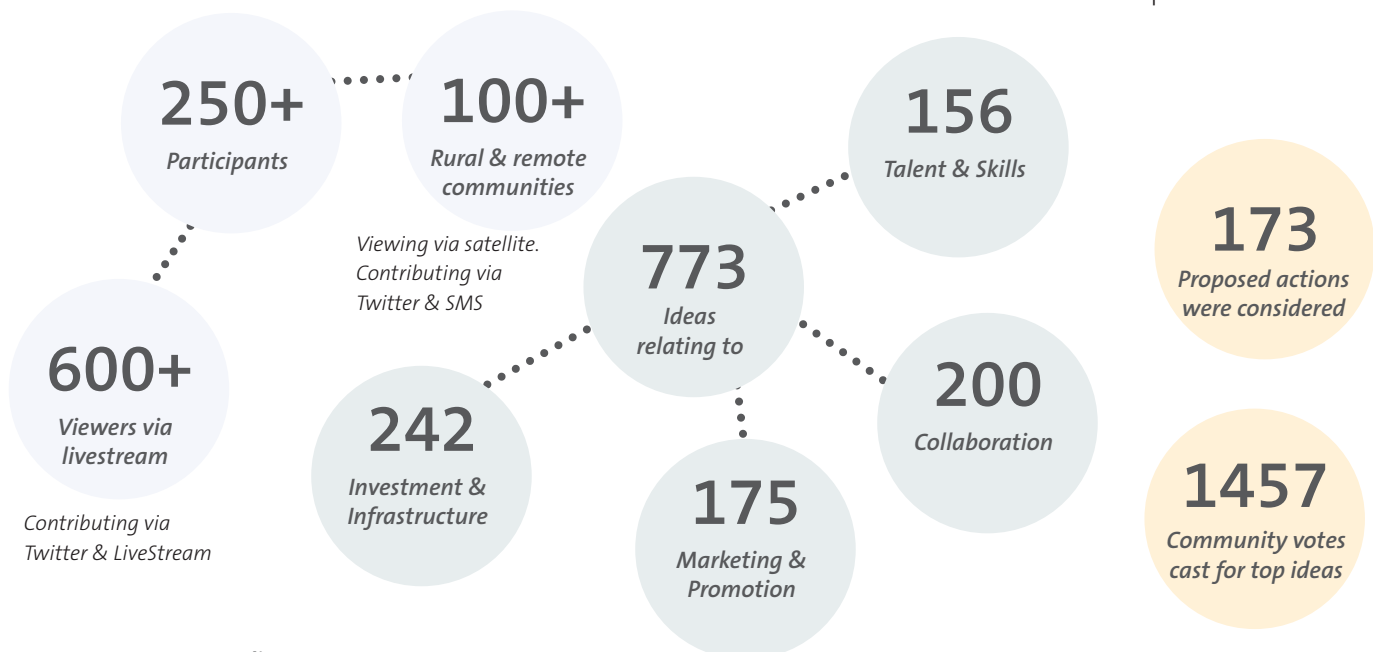 250+
Participants
100+
Rural & remote
communities
Viewing via satellite.
Contributing via
Twitter & SMS
600+
Viewers via
livestream
Contributing via
Twitter & LiveStream
773
Ideas
relating to
156
Talent & Skills
200
Collaboration
175
Marketing &
Promotion
242
Investment &
Infrastructure
173
Proposed actions
were considered
1457
Community votes
cast for top ideas